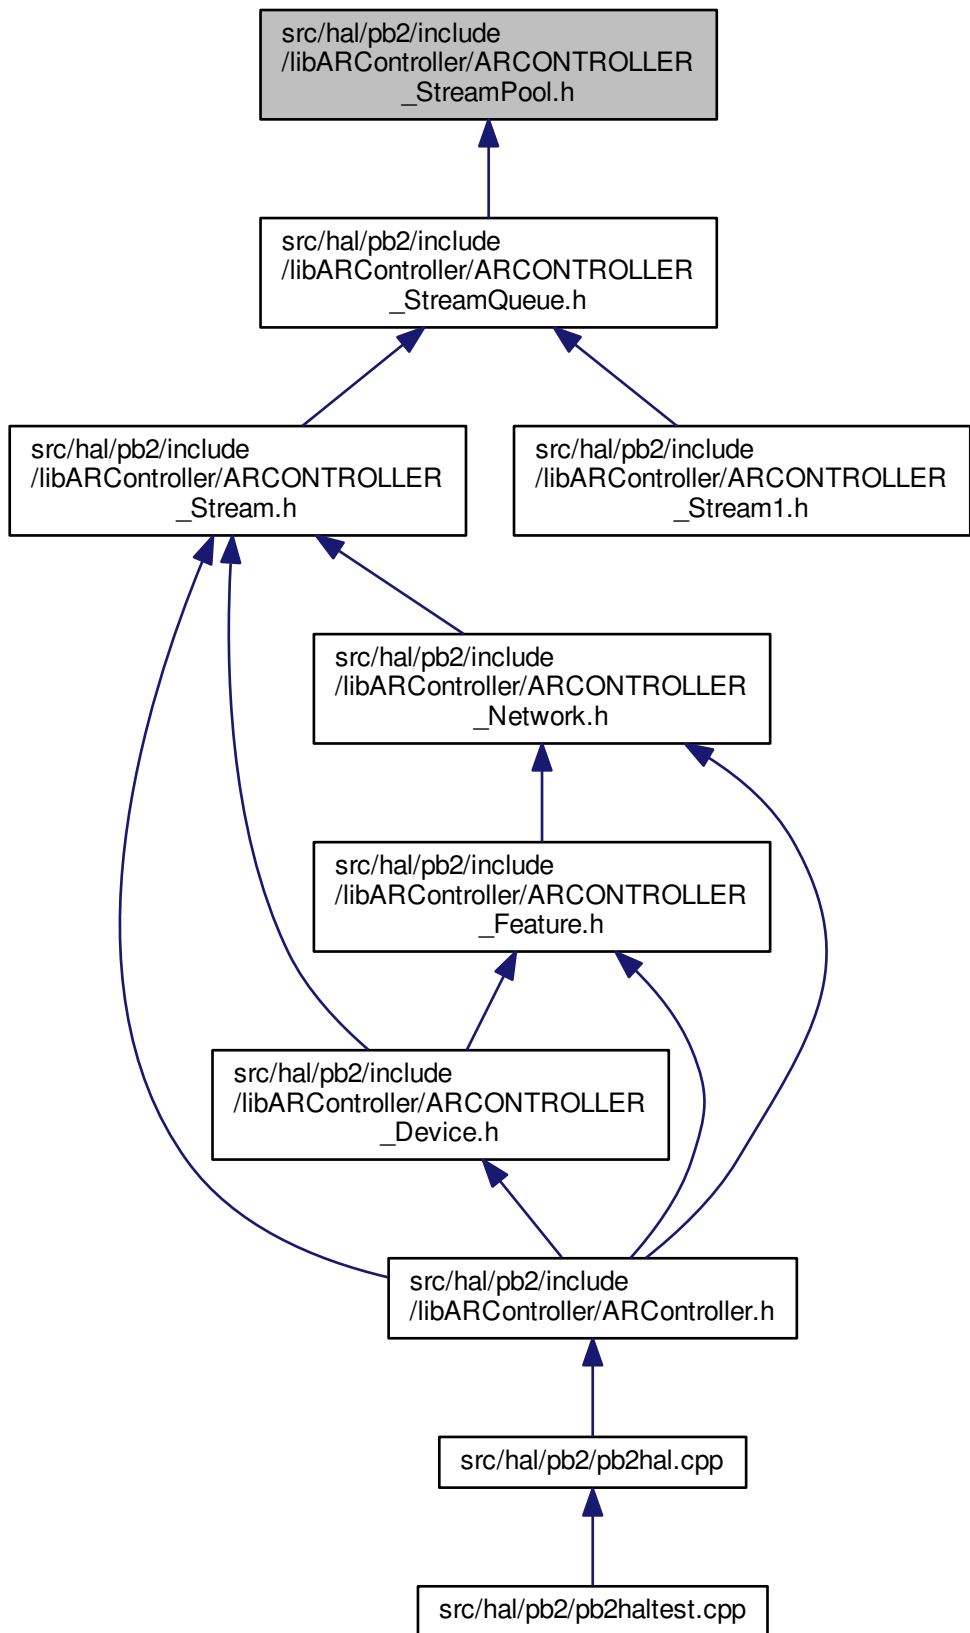 src/hal/pb2/include
/libARController/ARCONTROLLER
_StreamPool.h
src/hal/pb2/include
/libARController/ARCONTROLLER
_StreamQueue.h
src/hal/pb2/include
/libARController/ARCONTROLLER
_Stream.h
src/hal/pb2/include
/libARController/ARCONTROLLER
_Stream1.h
src/hal/pb2/include
/libARController/ARCONTROLLER
_Network.h
src/hal/pb2/include
/libARController/ARCONTROLLER
_Feature.h
src/hal/pb2/include
/libARController/ARCONTROLLER
_Device.h
src/hal/pb2/include
/libARController/ARController.h
src/hal/pb2/pb2hal.cpp
src/hal/pb2/pb2haltest.cpp